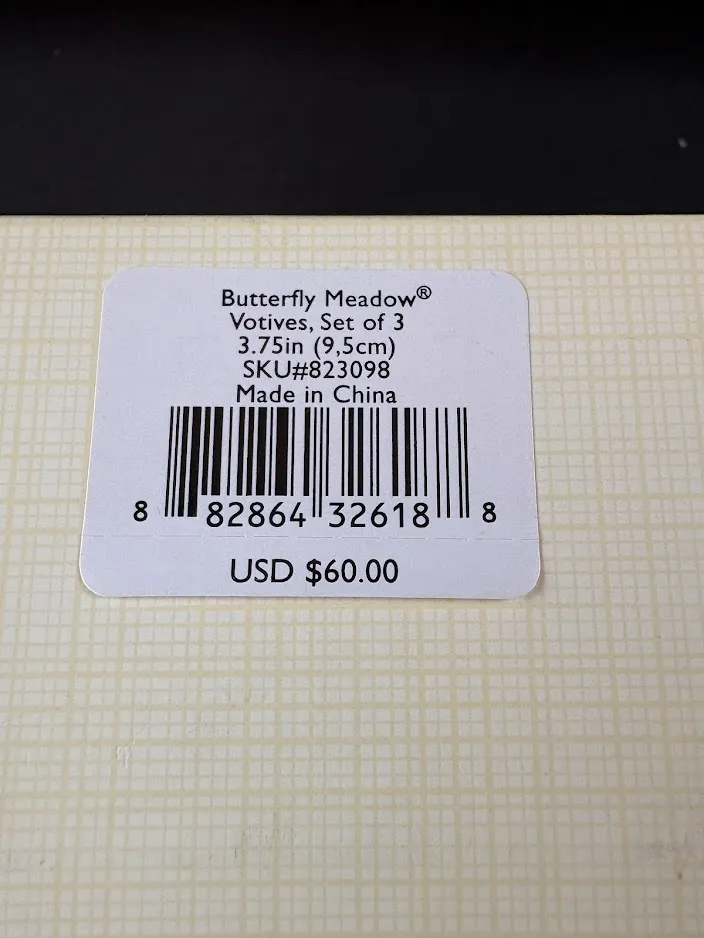 Butterfly Meadow®
Votives, Set of 3
3.75in (9,5cm)
SKU#823098
Made in China
8 82864 32618 8
USD $60.00